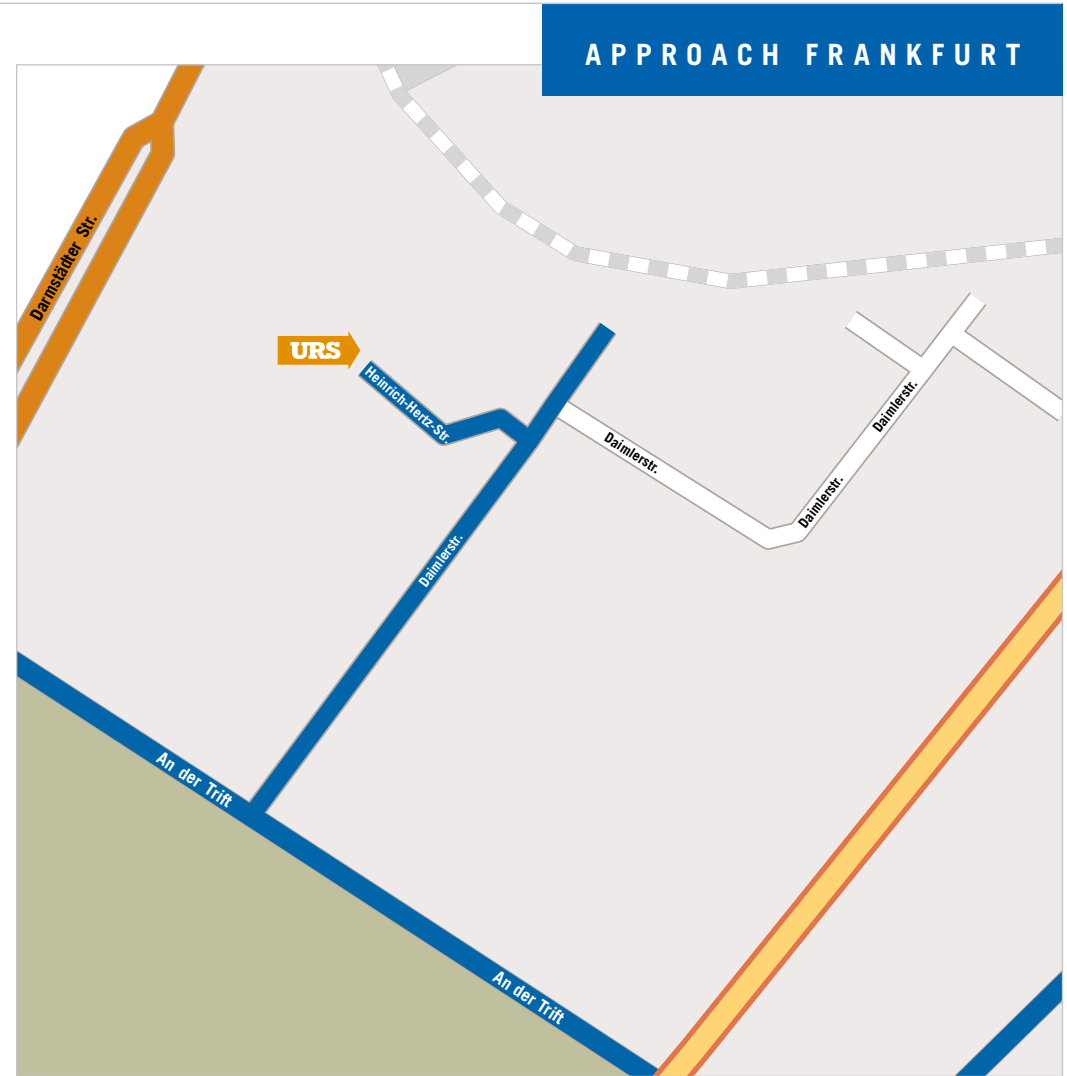 APPROACH FRANKFURT
Darmstädter Str.
URS
Heinrich-Hertz-Str.
Daimlerstr.
Daimlerstr.
Daimlerstr.
Daimlerstr.
An der Trift
An der Trift